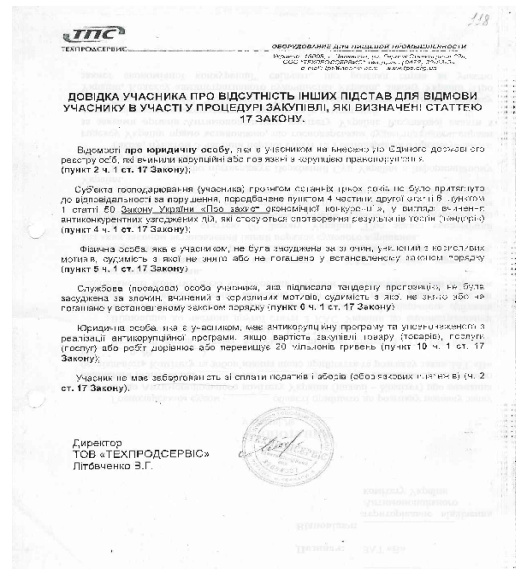 118
ТПС
ТЕХПРОДСЕРВИС
ОБОРУДОВАНИЕ ДЛЯ ПИЩЕВОЙ ПРОМЫШЛЕННОСТИ
ДОВІДКА УЧАСНИКА ПРО ВІДСУТНІСТЬ ІНШИХ ПІДСТАВ ДЛЯ ВІДМОВИ
УЧАСНИКУ В УЧАСТІ У ПРОЦЕДУРІ ЗАКУПІВЛІ, ЯКІ ВИЗНАЧЕНІ СТАТТЕЮ
17 ЗАКОНУ.
Відомості про юридичну особу, яка є учасником не внесено до Єдиного державного
реєстру осіб, які вчинили корупційні або пов'язані з корупцією правопорушення
(пункт 2 ч. 1 ст. 17 Закону);
Суб'єкта господарювання (учасника) протягом останніх трьох років не було притягнуто
до відповідальності за порушення, передбачене пунктом 4 частини другої статті 6, пунктом
1 статті 50 Закону України «Про захист економічної конкуренції», у вигляді вчинення
антиконкурентних узгоджених дій, які стосуються спотворення результатів торгів (тендерів)
(пункт 4 ч. 1 ст. 17 Закону);
Фізична особа, яка є учасником, не була засуджена за злочин, учинений з корисливих
мотивів, судимість з якої не знято або не погашено у встановленому законом порядку
(пункт 5 ч. 1 ст. 17 Закону)
Службова (посадова) особа учасника, яка підписала тендерну пропозицію, не була
засуджена за злочин, вчинений з корисливих мотивів, судимість з якої не знято або не
погашено у встановленому законом порядку (пункт 6 ч. 1 ст. 17 Закону)
Юридична особа, яка є учасником, має антикорупційну програму та уповноваженого з
реалізації антикорупційної програми, якщо вартість закупівлі товару (товарів), послуги
(послуг) або робіт дорівнює або перевищує 20 мільйонів гривень (пункт 10 ч. 1 ст. 17
Закону);
Учасник не має заборгованість зі сплати податків і зборів (обов'язкових платежів) (ч. 2
ст. 17 Закону).
Директор
ТОВ «ТЕХПРОДСЕРВІС»
Літовченко В.Г.